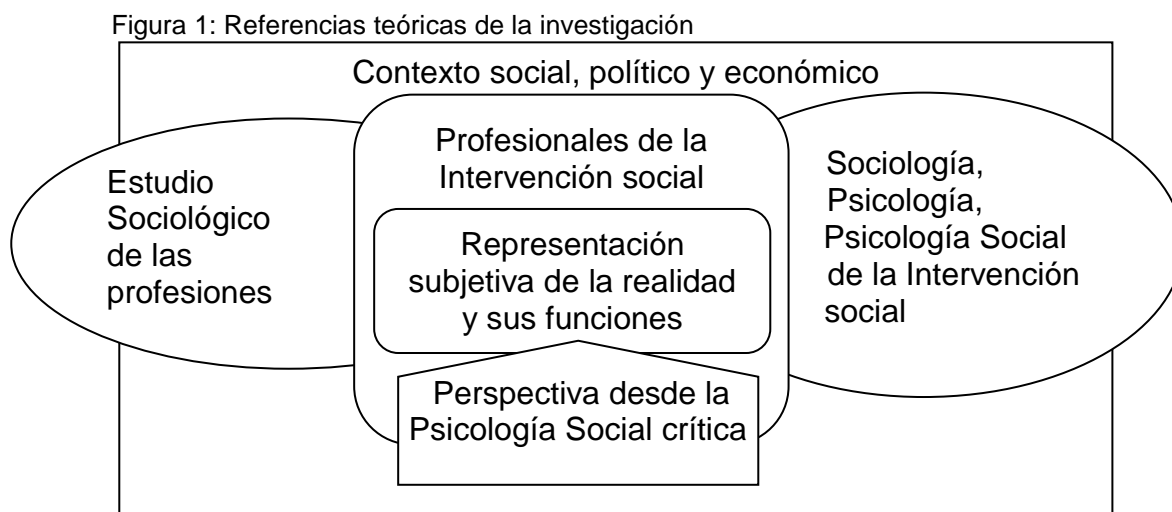 Figura 1: Referencias teóricas de la investigación
Contexto social, político y económico
Estudio
Sociológico
de las
profesiones
Profesionales de la
Intervención social
Representación
subjetiva de la realidad
y sus funciones
Perspectiva desde la
Psicología Social crítica
Sociología,
Psicología,
Psicología Social
de la Intervención
social